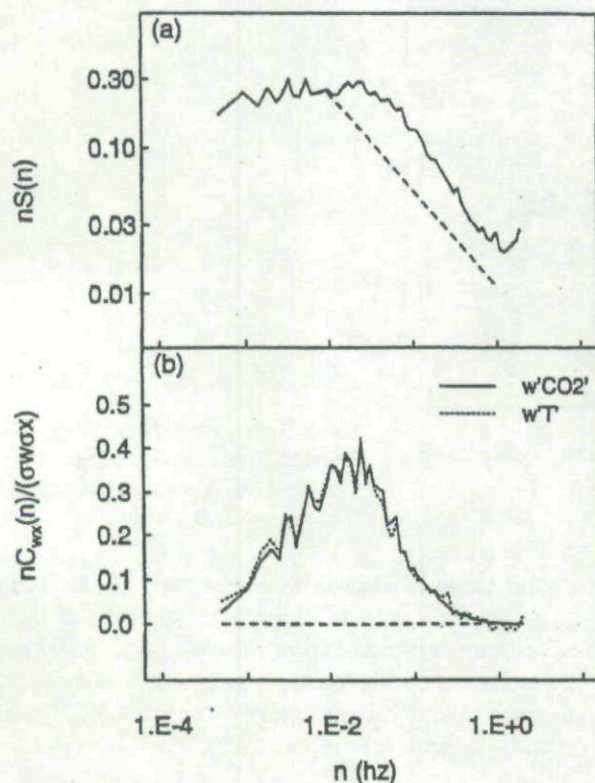 (a)
0.30
0.10
0.03
0.01
nS(n)
(b)
w'CO2'
w'T'
0.5
0.4
0.3
0.2
0.1
0.0
nCwx(n)/(σwσx)
1.E-4
1.E-2
1.E+0
n (hz)